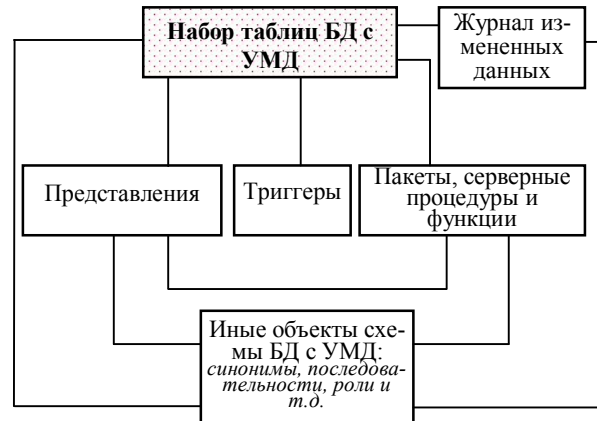 Набор таблиц БД с
УМД
Журнал из-
мененных
данных
Представления
Триггеры
Пакеты, серверные
процедуры и
функции
Иные объекты схе-
мы БД с УМД:
синонимы, последова-
тельности, роли и
т.д.